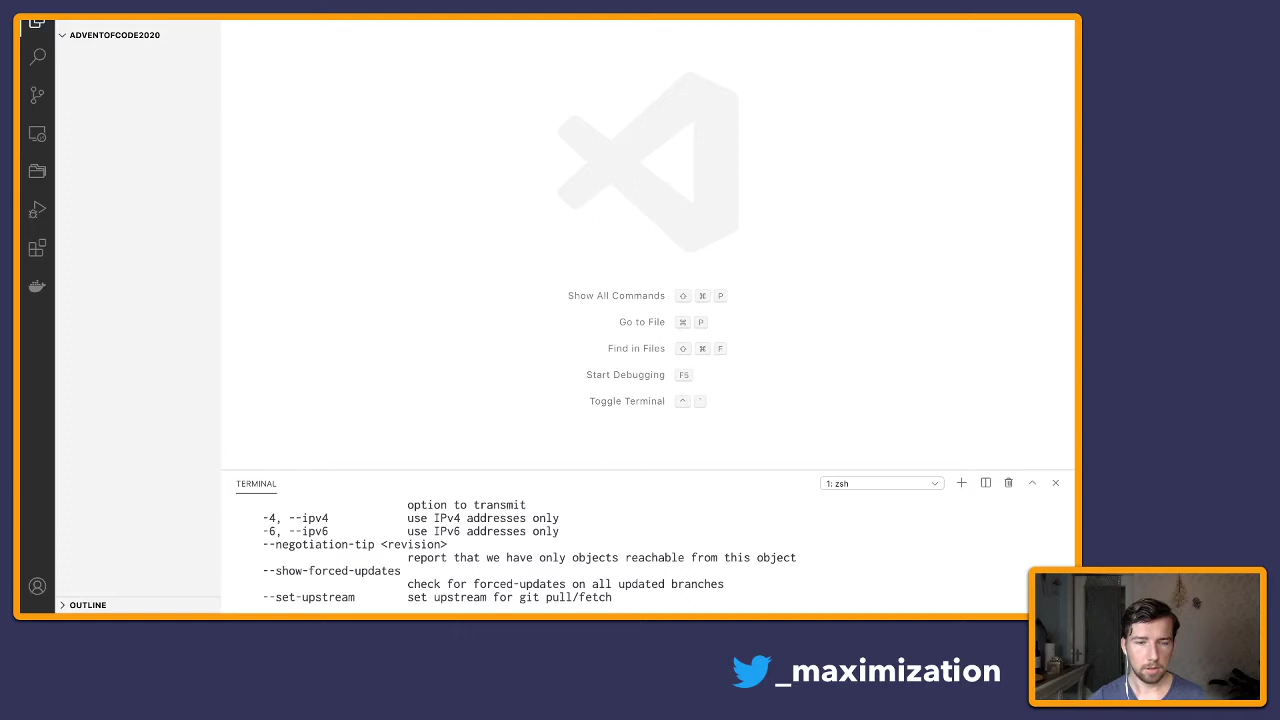 ADVENTOFCODE2020
Show All Commands ⇧ ⌘ P
Go to File ⌘ P
Find in Files ⇧ ⌘ F
Start Debugging F5
Toggle Terminal ^ `
TERMINAL
1: zsh
option to transmit
-4, --ipv4 use IPv4 addresses only
-6, --ipv6 use IPv6 addresses only
--negotiation-tip <revision>
report that we have only objects reachable from this object
--show-forced-updates
check for forced-updates on all updated branches
--set-upstream set upstream for git pull/fetch
OUTLINE
_maximization